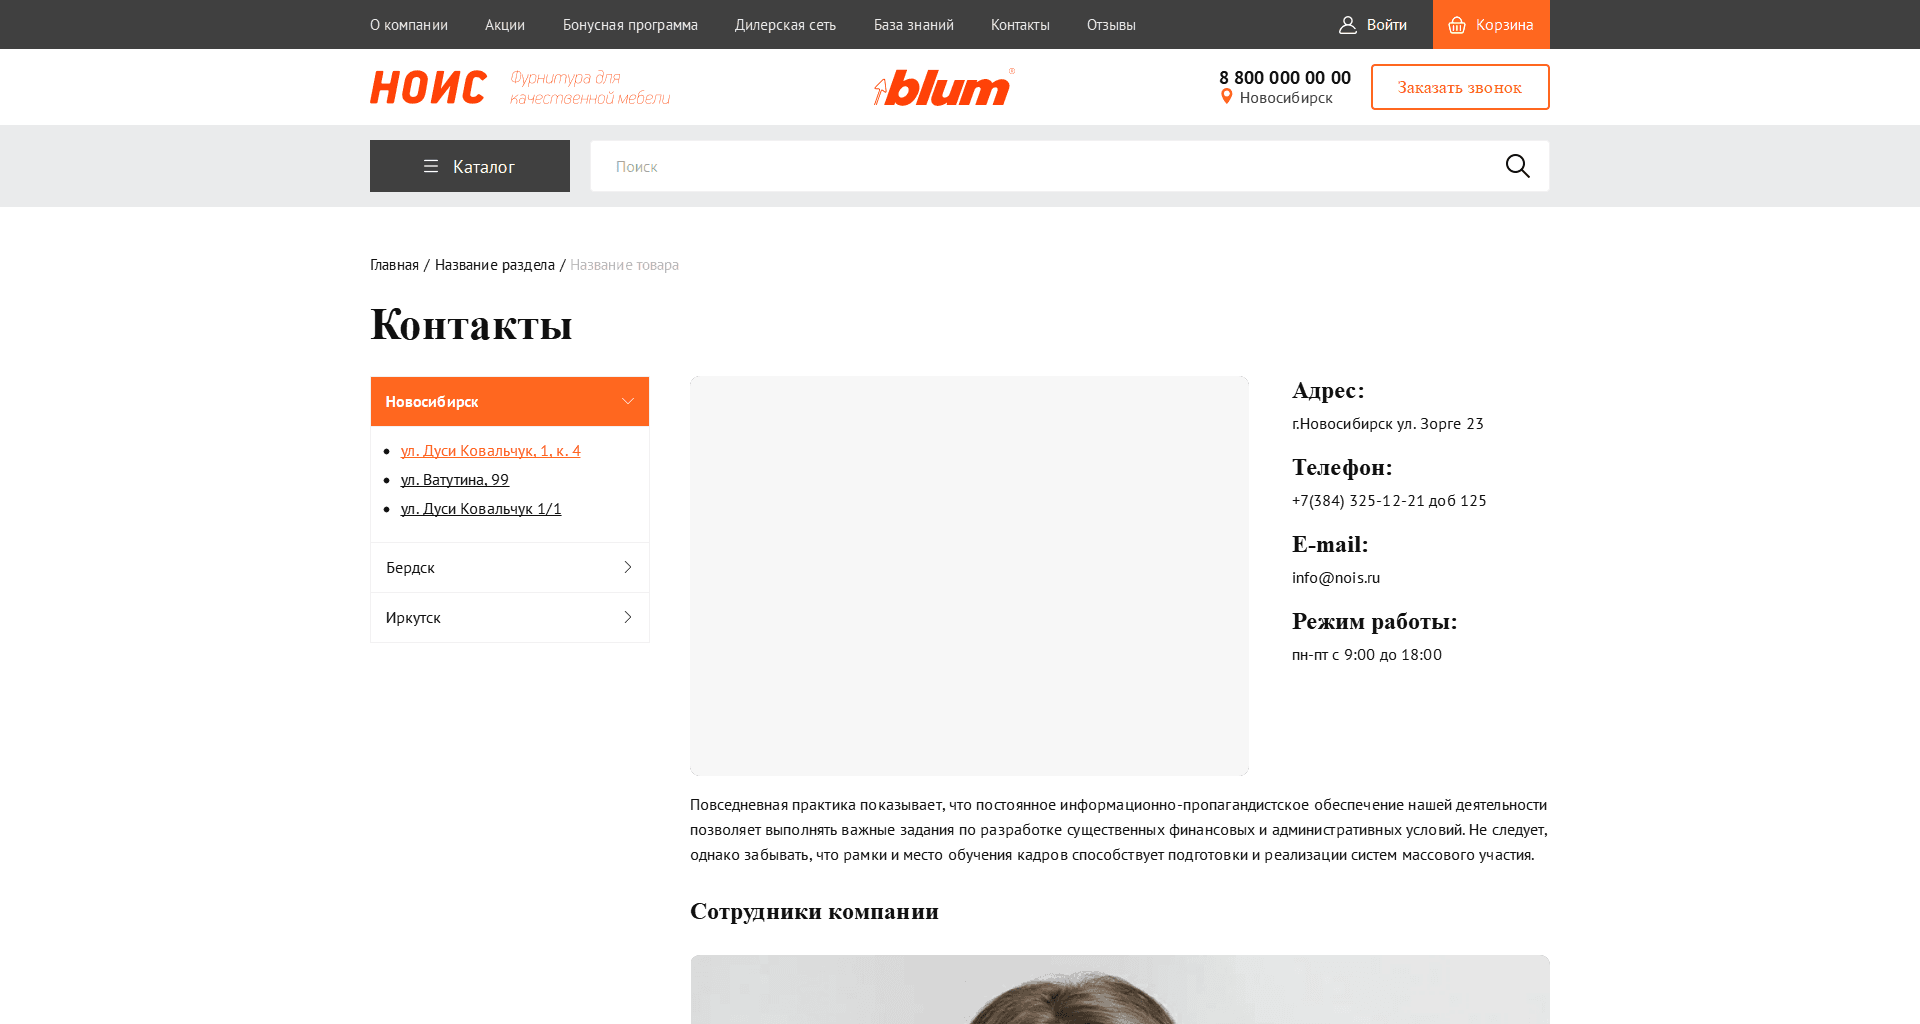 О компании
Акции
Бонусная программа
Дилерская сеть
База знаний
Контакты
Отзывы
Войти
Корзина
НОИС
Фурнитура для
качественной мебели
blum®
8 800 000 00 00
Новосибирск
Заказать звонок
Каталог
Поиск
Главная / Название раздела / Название товара
Контакты
Новосибирск
ул. Дуси Ковальчук, 1, к. 4
ул. Ватутина, 99
ул. Дуси Ковальчук 1/1
Бердск
Иркутск
Адрес:
г.Новосибирск ул. Зорге 23
Телефон:
+7(384) 325-12-21 доб 125
E-mail:
info@nois.ru
Режим работы:
пн-пт с 9:00 до 18:00
Повседневная практика показывает, что постоянное информационно-пропагандистское обеспечение нашей деятельности
позволяет выполнять важные задания по разработке существенных финансовых и административных условий. Не следует,
однако забывать, что рамки и место обучения кадров способствует подготовки и реализации систем массового участия.
Сотрудники компании